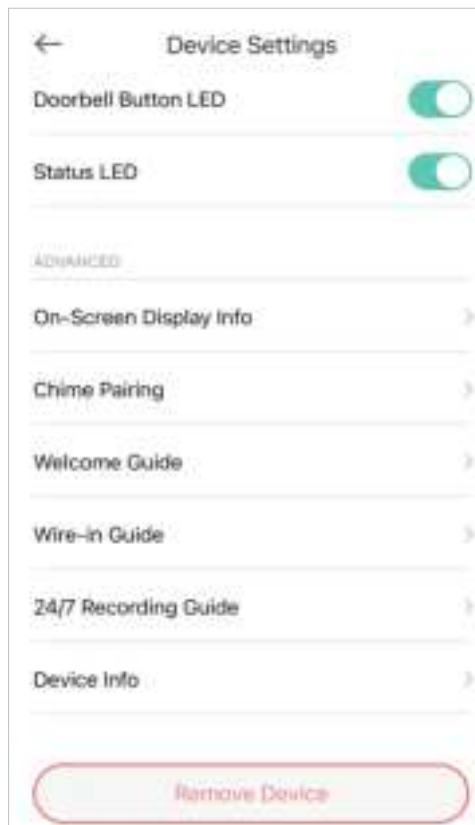 Device Settings
Doorbell Button LED
Status LED
ADVANCED
On-Screen Display Info
Chime Pairing
Welcome Guide
Wire-in Guide
24/7 Recording Guide
Device Info
Remove Device